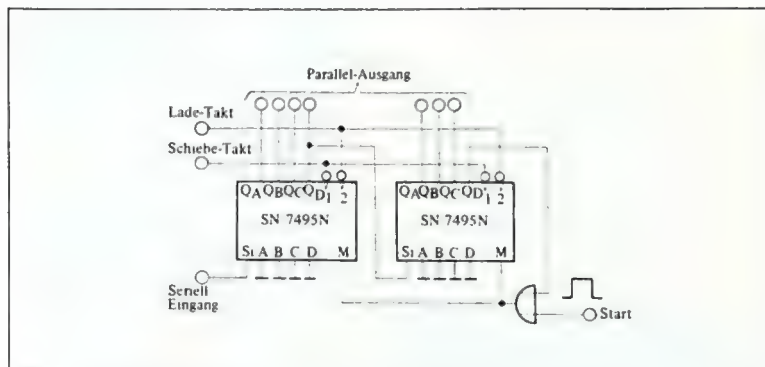 Parallel-Ausgang
Lade-Takt
Schiebe-Takt
QA QB QC QD 1 2
QA QB QC QD 1 2
SN 7495N
SN 7495N
Si A B C D M
Si A B C D M
Seriell
Eingang
Start